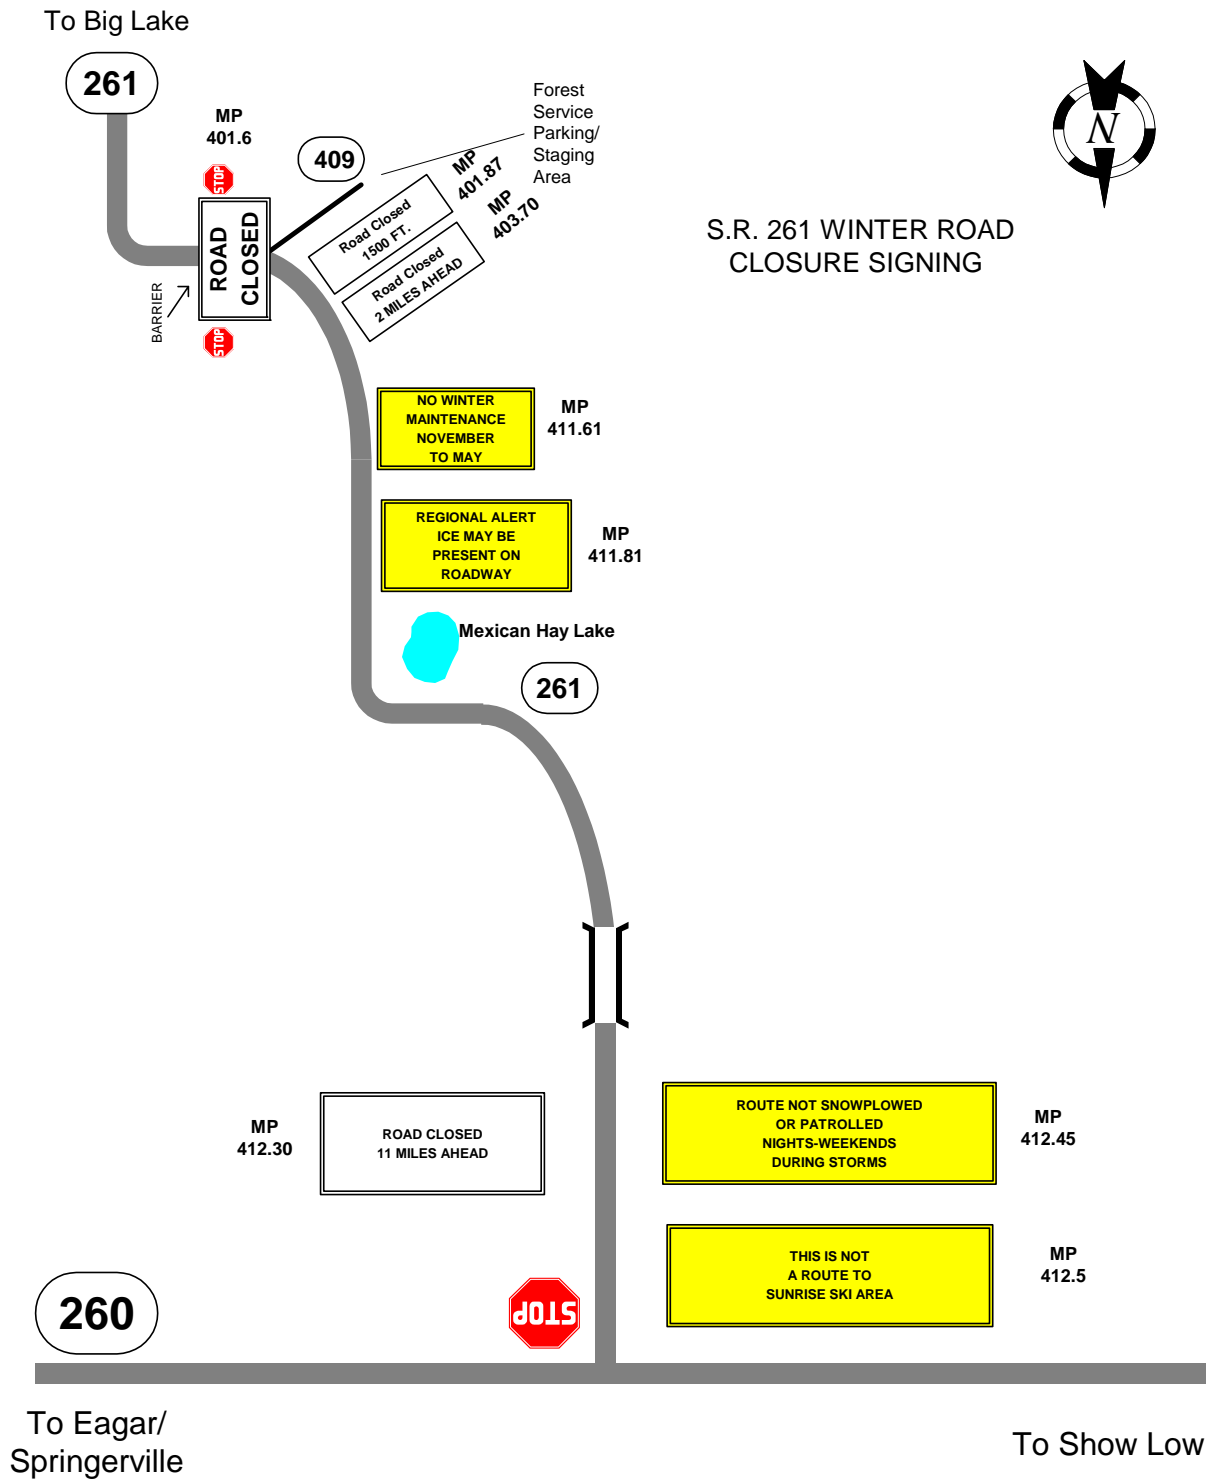 To Big Lake
261
MP
401.6
STOP
409
Forest
Service
Parking/
Staging
Area
MP
401.87
MP
403.70
Road Closed
1500 FT.
Road Closed
2 MILES AHEAD
N
S.R. 261 WINTER ROAD
CLOSURE SIGNING
ROAD
CLOSED
BARRIER
STOP
NO WINTER
MAINTENANCE
NOVEMBER
TO MAY
MP
411.61
REGIONAL ALERT
ICE MAY BE
PRESENT ON
ROADWAY
MP
411.81
Mexican Hay Lake
261
MP
412.30
ROAD CLOSED
11 MILES AHEAD
ROUTE NOT SNOWPLOWED
OR PATROLLED
NIGHTS-WEEKENDS
DURING STORMS
MP
412.45
THIS IS NOT
A ROUTE TO
SUNRISE SKI AREA
MP
412.5
260
STOP
To Eagar/
Springerville
To Show Low